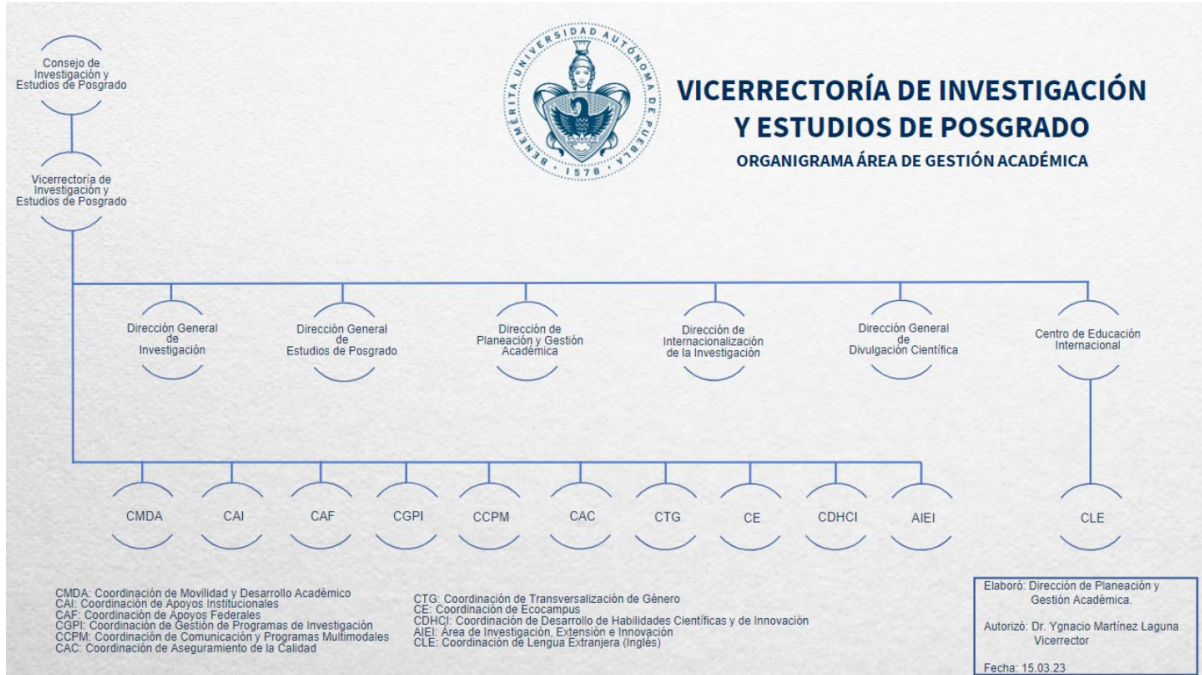 Consejo de
Investigación y
Estudios de Posgrado
BENEMÉRITA UNIVERSIDAD AUTÓNOMA DE PUEBLA
· 1578 ·
VICERRECTORÍA DE INVESTIGACIÓN
Y ESTUDIOS DE POSGRADO
ORGANIGRAMA ÁREA DE GESTIÓN ACADÉMICA
Vicerrectoría de
Investigación y
Estudios de Posgrado
Dirección General
de
Investigación
Dirección General
de
Estudios de Posgrado
Dirección de
Planeación y Gestión
Académica
Dirección de
Internacionalización
de la Investigación
Dirección General
de
Divulgación Científica
Centro de Educación
Internacional
CMDA
CAI
CAF
CGPI
CCPM
CAC
CTG
CE
CDHCI
AIEI
CLE
CMDA: Coordinación de Movilidad y Desarrollo Académico
CAI: Coordinación de Apoyos Institucionales
CAF: Coordinación de Apoyos Federales
CGPI: Coordinación de Gestión de Programas de Investigación
CCPM: Coordinación de Comunicación y Programas Multimodales
CAC: Coordinación de Aseguramiento de la Calidad
CTG: Coordinación de Transversalización de Género
CE: Coordinación de Ecocampus
CDHCI: Coordinación de Desarrollo de Habilidades Científicas y de Innovación
AIEI: Área de Investigación, Extensión e Innovación
CLE: Coordinación de Lengua Extranjera (Inglés)
Elaboró: Dirección de Planeación y
Gestión Académica.
Autorizó: Dr. Ygnacio Martínez Laguna
Vicerrector
Fecha: 15.03.23